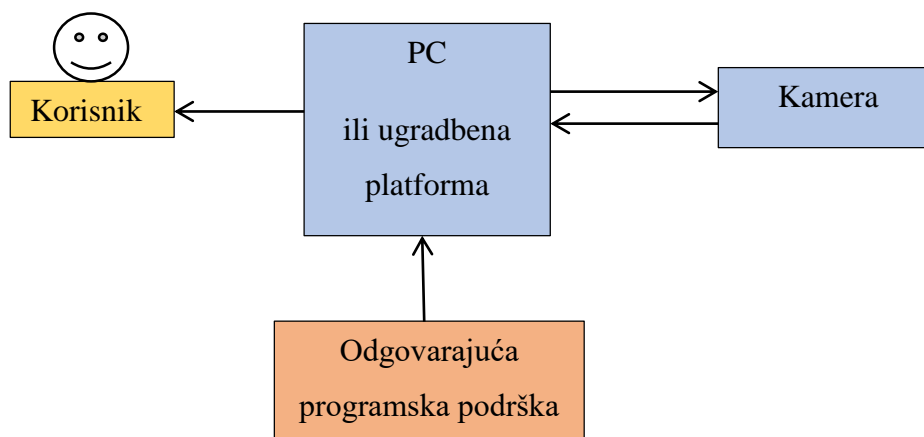 Korisnik
PC
ili ugradbena
platforma
Kamera
Odgovarajuća
programska podrška